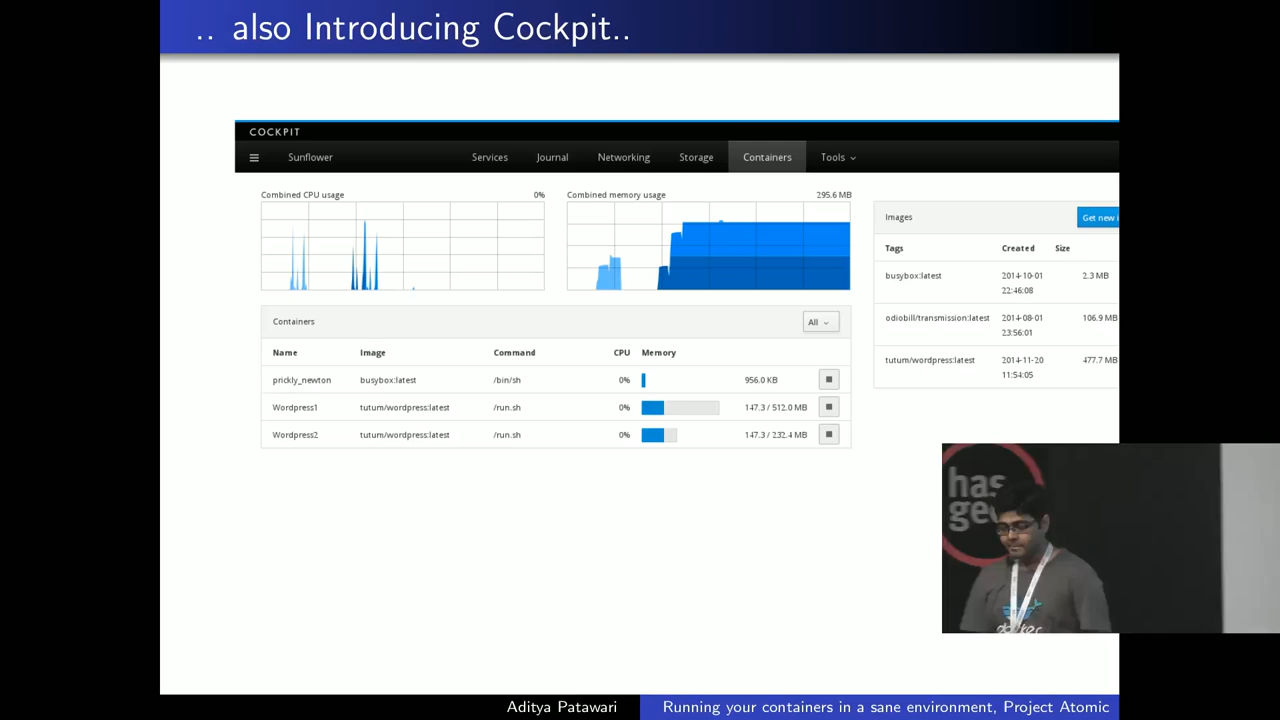 .. also Introducing Cockpit..
COCKPIT
Sunflower Services Journal Networking Storage Containers Tools
Combined CPU usage 0% Combined memory usage 295.6 MB
Images Get new i
Tags Created Size
busybox:latest 2014-10-01 22:46:08 2.3 MB
odiobill/transmission:latest 2014-08-01 23:56:01 106.9 MB
tutum/wordpress:latest 2014-11-20 11:54:05 477.7 MB
Containers All
Name Image Command CPU Memory
prickly_newton busybox:latest /bin/sh 0% 956.0 KB
Wordpress1 tutum/wordpress:latest /run.sh 0% 147.3 / 512.0 MB
Wordpress2 tutum/wordpress:latest /run.sh 0% 147.3 / 232.4 MB
has
gee
docker
Aditya Patawari Running your containers in a sane environment, Project Atomic